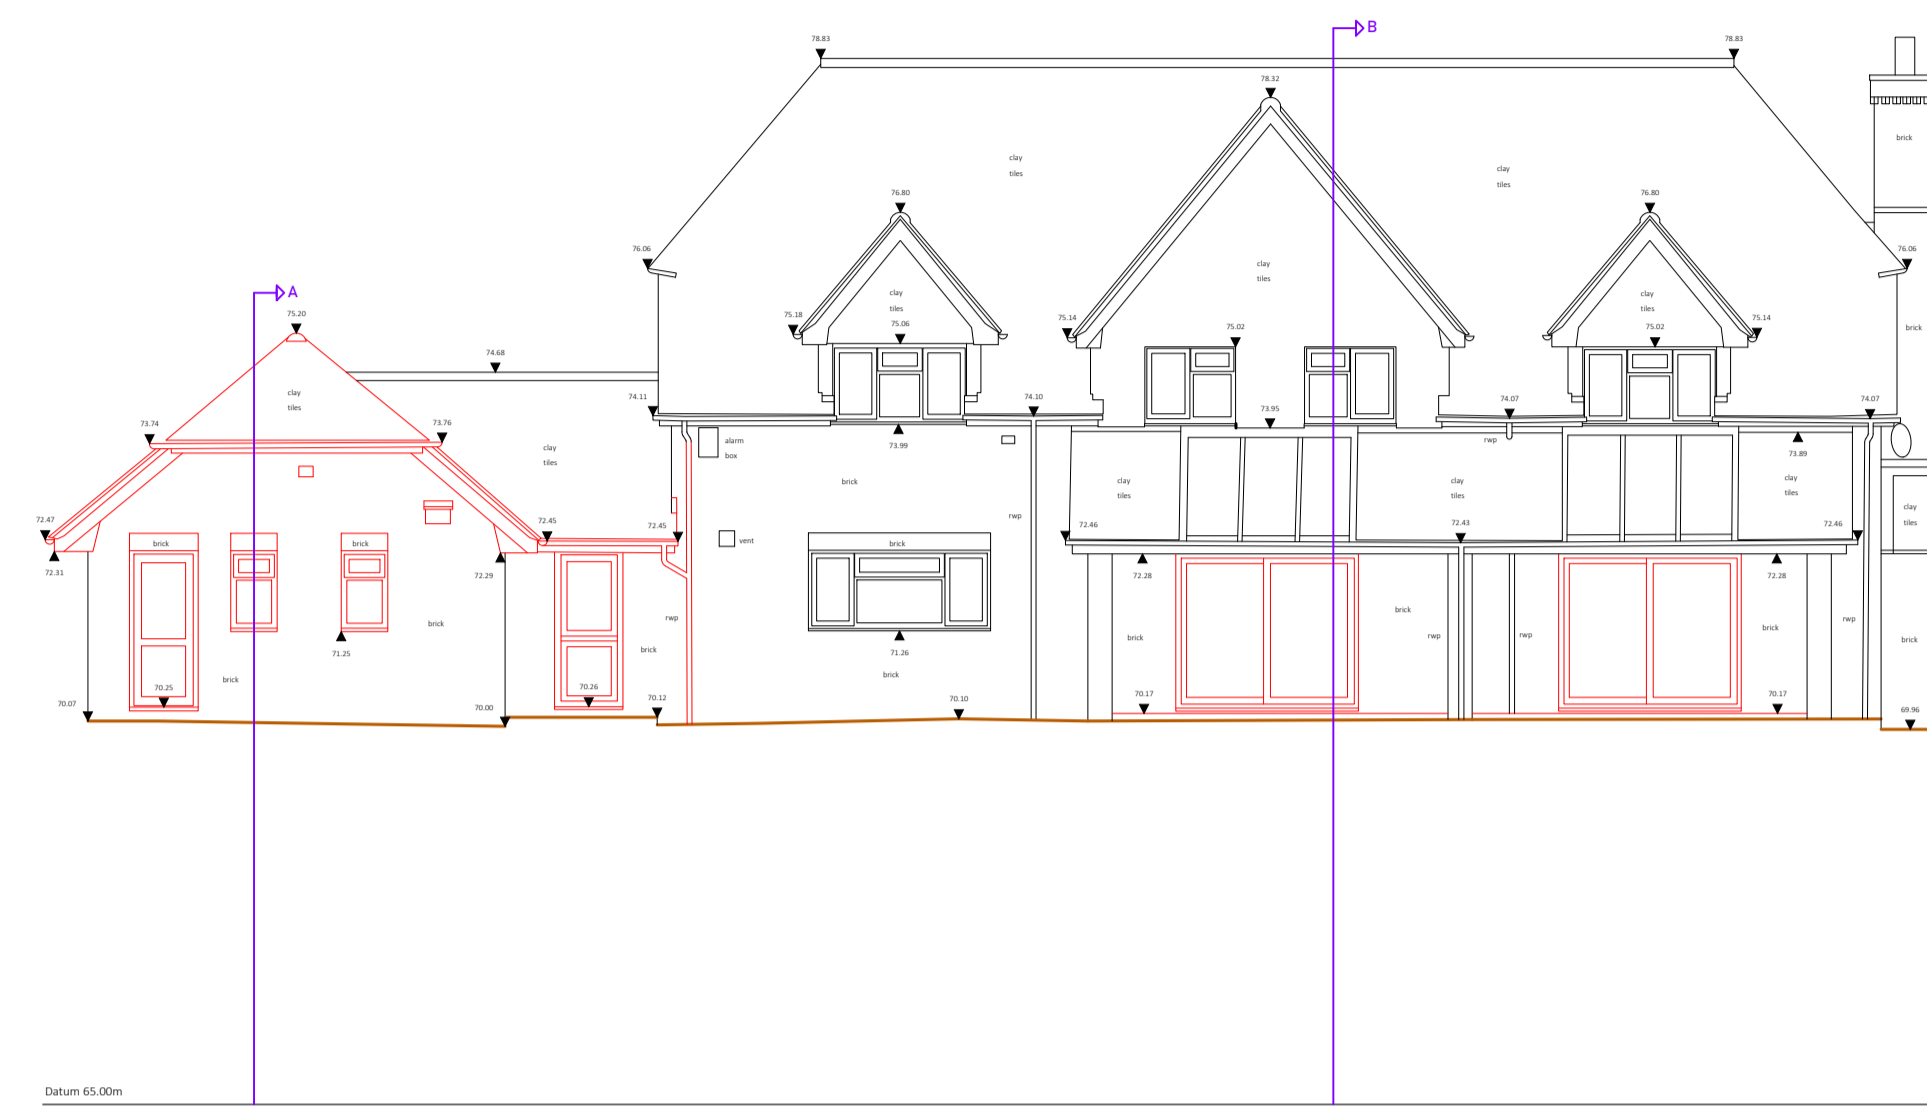 B
78.83
78.83
78.32
brick
clay
tiles
clay
tiles
76.80
76.80
76.06
76.06
clay
tiles
A
clay
tiles
clay
tiles
75.20
75.18
75.06
75.14
75.02
75.02
75.14
brick
74.68
clay
tiles
74.11
74.10
73.95
74.07
74.07
73.74
73.76
alarm
box
73.99
rwp
73.89
clay
tiles
brick
clay
tiles
clay
tiles
clay
tiles
clay
tiles
72.47
72.45
72.45
rwp
72.46
72.43
72.46
brick
brick
vent
brick
72.31
72.29
72.28
72.28
brick
rwp
brick
rwp
rwp
brick
brick
rwp
brick
71.25
brick
71.26
brick
brick
70.25
70.26
70.12
70.10
70.17
70.17
70.07
70.00
69.96
Datum 65.00m